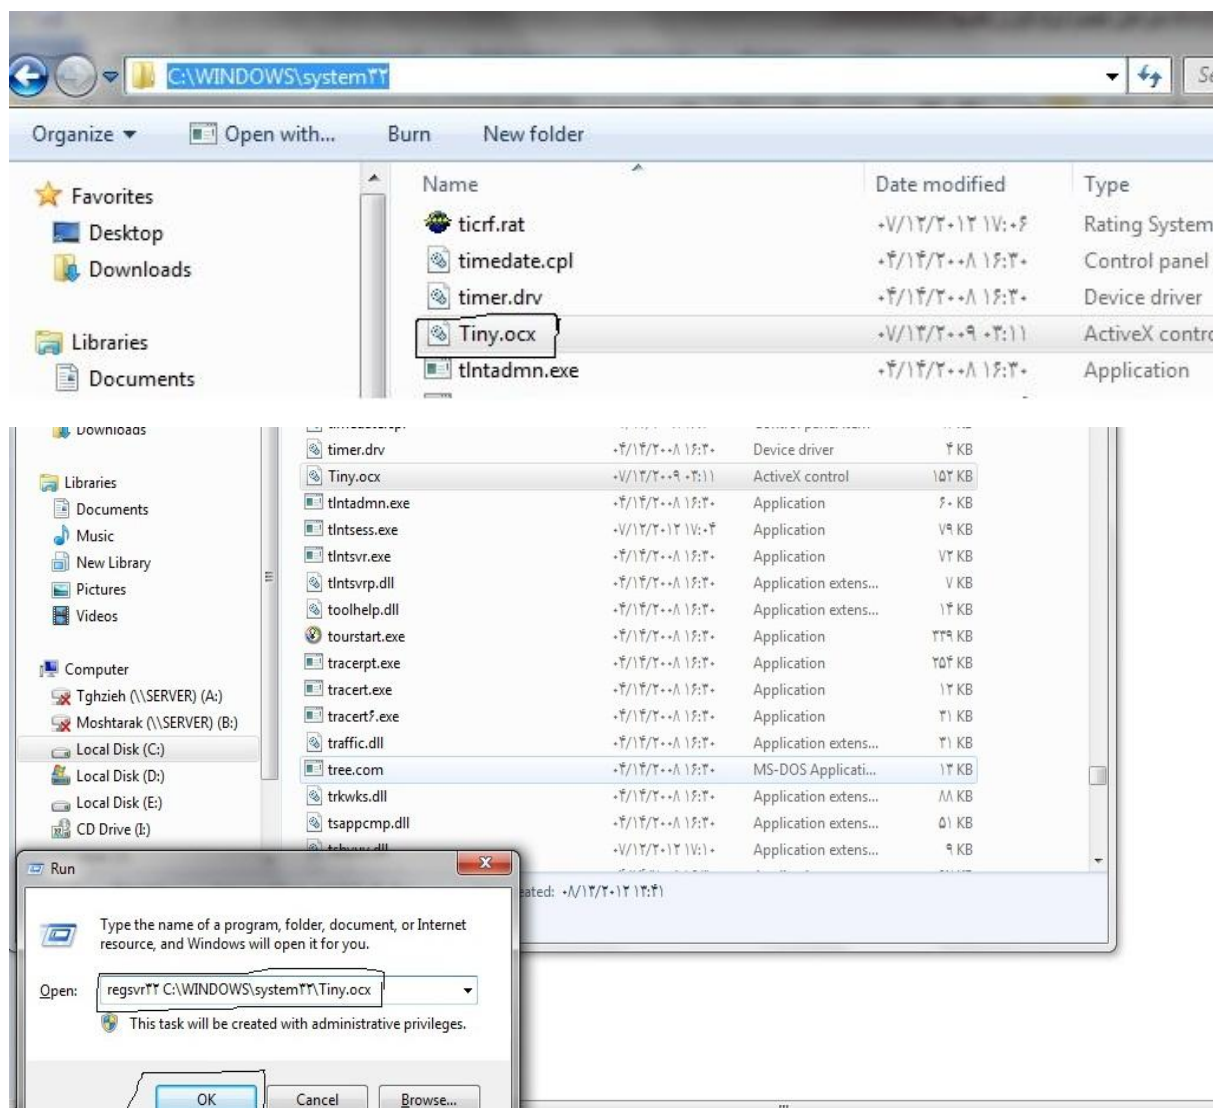 C:\WINDOWS\system۳۲
Organize
Open with...
Burn
New folder
Favorites
Desktop
Downloads
Libraries
Documents
Name
Date modified
Type
ticrf.rat
۰۷/۱۲/۲۰۱۲ ۱۷:۰۶
Rating System
timedate.cpl
۰۴/۱۴/۲۰۰۸ ۱۶:۳۰
Control panel
timer.drv
۰۴/۱۴/۲۰۰۸ ۱۶:۳۰
Device driver
Tiny.ocx
۰۷/۱۳/۲۰۰۹ ۰۳:۱۱
ActiveX contro
tlntadmn.exe
۰۴/۱۴/۲۰۰۸ ۱۶:۳۰
Application
Downloads
Libraries
Documents
Music
New Library
Pictures
Videos
Computer
Tghzieh (\\SERVER) (A:)
Moshtarak (\\SERVER) (B:)
Local Disk (C:)
Local Disk (D:)
Local Disk (E:)
CD Drive (I:)
timer.drv ۰۴/۱۴/۲۰۰۸ ۱۶:۳۰ Device driver ۴ KB
Tiny.ocx ۰۷/۱۳/۲۰۰۹ ۰۳:۱۱ ActiveX control ۱۵۲ KB
tlntadmn.exe ۰۴/۱۴/۲۰۰۸ ۱۶:۳۰ Application ۶۰ KB
tlntsess.exe ۰۷/۱۲/۲۰۱۲ ۱۷:۰۴ Application ۷۹ KB
tlntsvr.exe ۰۴/۱۴/۲۰۰۸ ۱۶:۳۰ Application KB
tlntsvrp.dll ۰۴/۱۴/۲۰۰۸ ۱۶:۳۰ Application extens... ۷ KB
toolhelp.dll ۰۴/۱۴/۲۰۰۸ ۱۶:۳۰ Application extens... ۱۴ KB
tourstart.exe ۰۴/۱۴/۲۰۰۸ ۱۶:۳۰ Application KB
tracerpt.exe ۰۴/۱۴/۲۰۰۸ ۱۶:۳۰ Application ۲۵۴ KB
tracert.exe ۰۴/۱۴/۲۰۰۸ ۱۶:۳۰ Application ۱۲ KB
tracert۶.exe ۰۴/۱۴/۲۰۰۸ ۱۶:۳۰ Application KB
traffic.dll ۰۴/۱۴/۲۰۰۸ ۱۶:۳۰ Application extens... KB
tree.com ۰۴/۱۴/۲۰۰۸ ۱۶:۳۰ MS-DOS Applicati... KB
trkwks.dll ۰۴/۱۴/۲۰۰۸ ۱۶:۳۰ Application extens... ۸۸ KB
tsappcmp.dll ۰۴/۱۴/۲۰۰۸ ۱۶:۳۰ Application extens... ۵۱ KB
۰۷/۱۲/۲۰۱۲ ۱۷:۱۰ Application extens... ۹ KB
eated: ۰۸/۱۳/۲۰۱۲ ۱۳:۴۱
Run
Type the name of a program, folder, document, or Internet
resource, and Windows will open it for you.
Open: regsvr۳۲ C:\WINDOWS\system۳۲\Tiny.ocx
This task will be created with administrative privileges.
OK
Cancel
Browse...